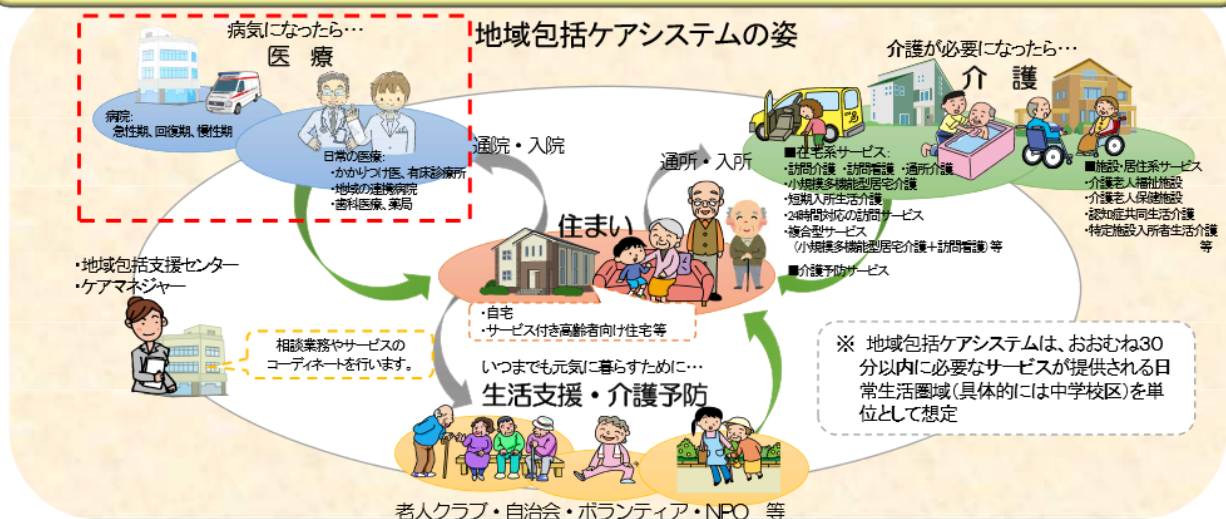 地域包括ケアシステムの姿
病気になったら…
医 療
病院:
急性期、回復期、慢性期
日常の医療:
・かかりつけ医、有床診療所
・地域の連携病院
・歯科医療、薬局
通院・入院
通所・入所
介護が必要になったら…
介 護
■在宅系サービス:
・訪問介護 ・訪問看護 ・通所介護
・小規模多機能型居宅介護
・短期入所生活介護
・24時間対応の訪問サービス
・複合型サービス
(小規模多機能型居宅介護+訪問看護)等
■介護予防サービス
■施設・居住系サービス
・介護老人福祉施設
・介護老人保健施設
・認知症共同生活介護
・特定施設入所者生活介護
等
住まい
・自宅
・サービス付き高齢者向け住宅等
・地域包括支援センター
・ケアマネジャー
相談業務やサービスの
コーディネートを行います。
いつまでも元気に暮らすために…
生活支援・介護予防
老人クラブ・自治会・ボランティア・NPO 等
※ 地域包括ケアシステムは、おおむね30
分以内に必要なサービスが提供される日
常生活圏域(具体的には中学校区)を単
位として想定